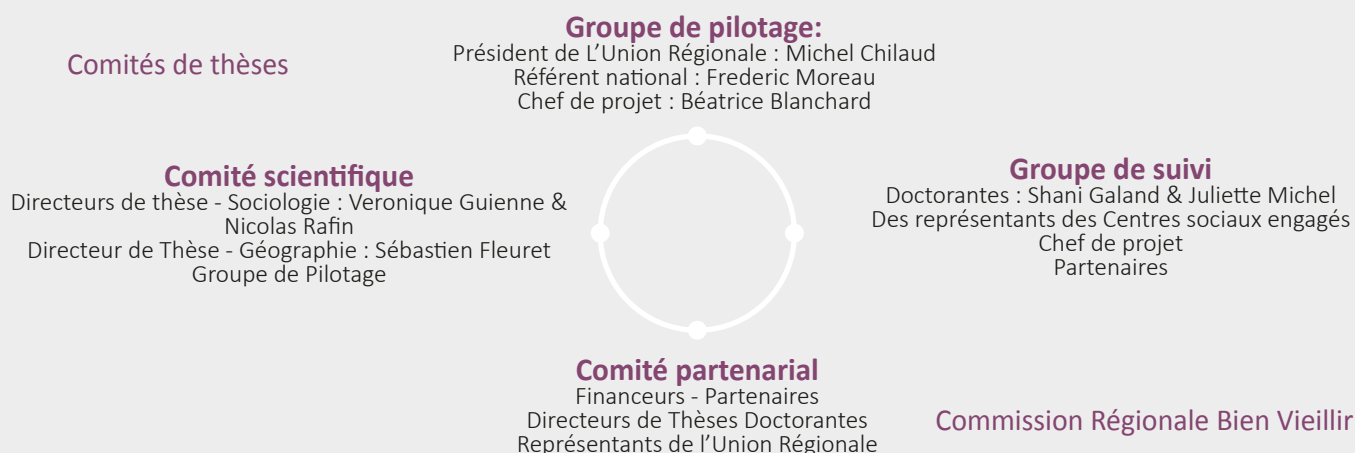 Groupe de pilotage:
Président de L'Union Régionale : Michel Chilaud
Référent national : Frederic Moreau
Chef de projet : Béatrice Blanchard
Comités de thèses
Comité scientifique
Directeurs de thèse - Sociologie : Veronique Guienne &
Nicolas Rafin
Directeur de Thèse - Géographie : Sébastien Fleuret
Groupe de Pilotage
Groupe de suivi
Doctorantes : Shani Galand & Juliette Michel
Des représentants des Centres sociaux engagés
Chef de projet
Partenaires
Comité partenarial
Financeurs - Partenaires
Directeurs de Thèses Doctorantes
Représentants de l'Union Régionale
Commission Régionale Bien Vieillir